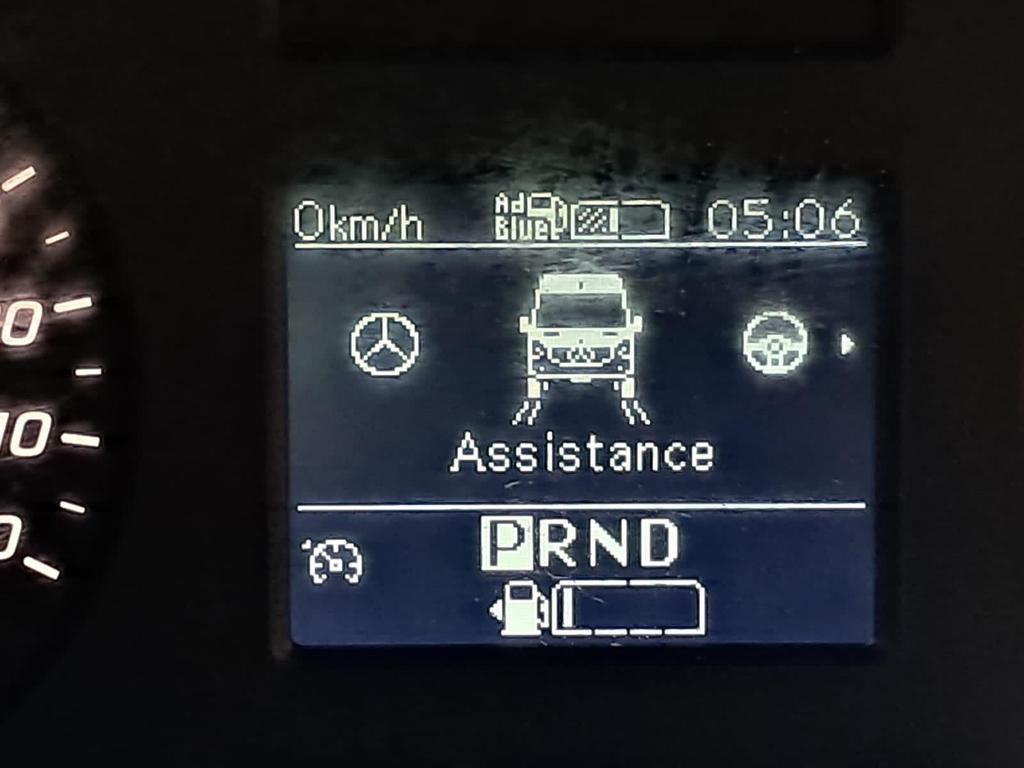 0km/h Ad Blue 05:06
Assistance
PRND